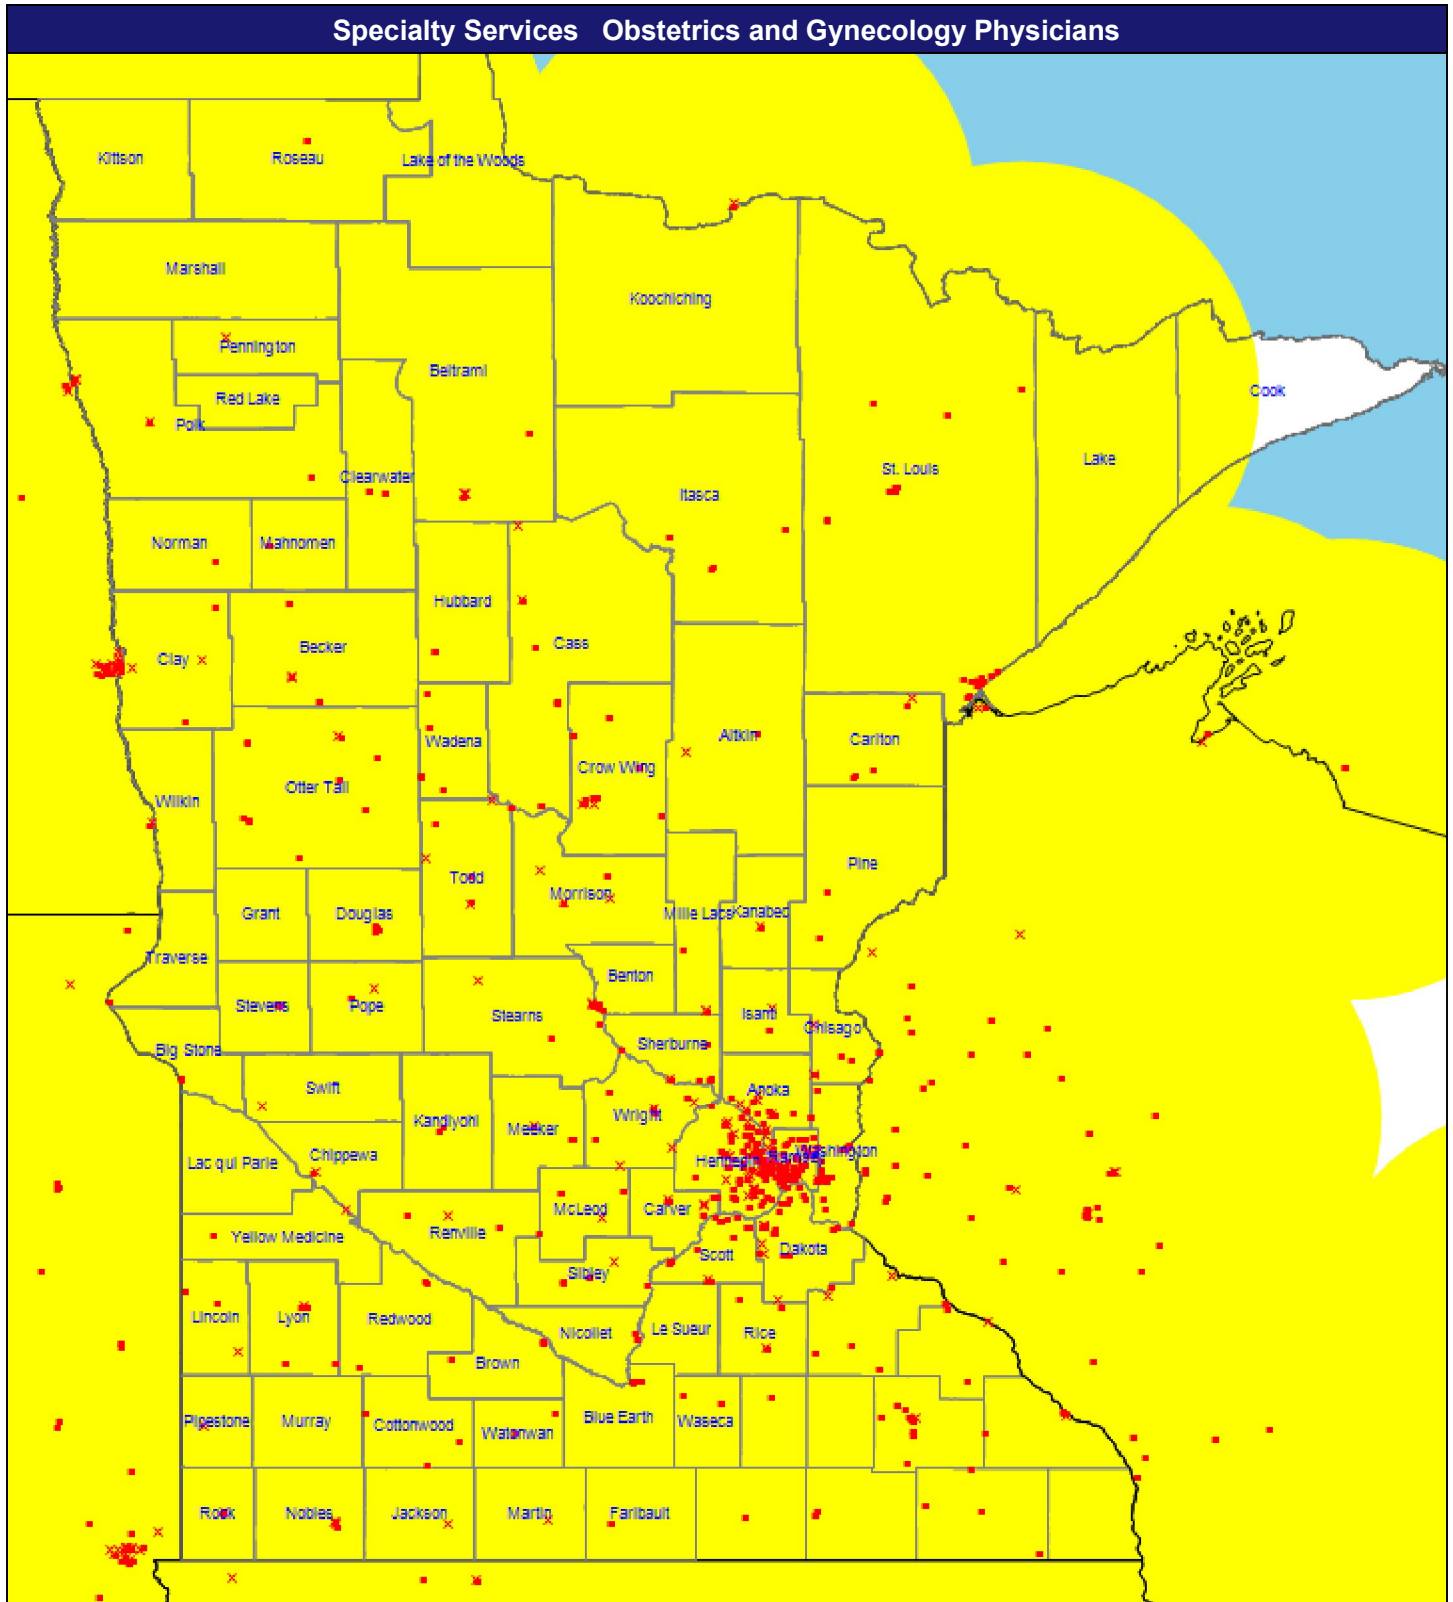 Specialty Services   Obstetrics and Gynecology Physicians
Kittson
Roseau
Lake of the Woods
Marshall
Koochiching
Pennington
Beltrami
Red Lake
Cook
Polk
Lake
St. Louis
Clearwater
Itasca
Norman
Mahnomen
Hubbard
Cass
Becker
Clay
Aitkin
Carlton
Wadena
Crow Wing
Otter Tail
Wilkin
Pine
Todd
Morrison
Grant
Douglas
Mille Lacs
Kanabec
Traverse
Benton
Stevens
Pope
Stearns
Isanti
Chisago
Sherburne
Big Stone
Swift
Anoka
Wright
Kandiyohi
Meeker
Washington
Chippewa
Hennepin
Ramsey
Lac qui Parle
McLeod
Carver
Renville
Yellow Medicine
Scott
Dakota
Sibley
Lincoln
Lyon
Redwood
Nicollet
Le Sueur
Rice
Brown
Pipestone
Murray
Cottonwood
Watonwan
Blue Earth
Waseca
Rock
Nobles
Jackson
Martin
Faribault